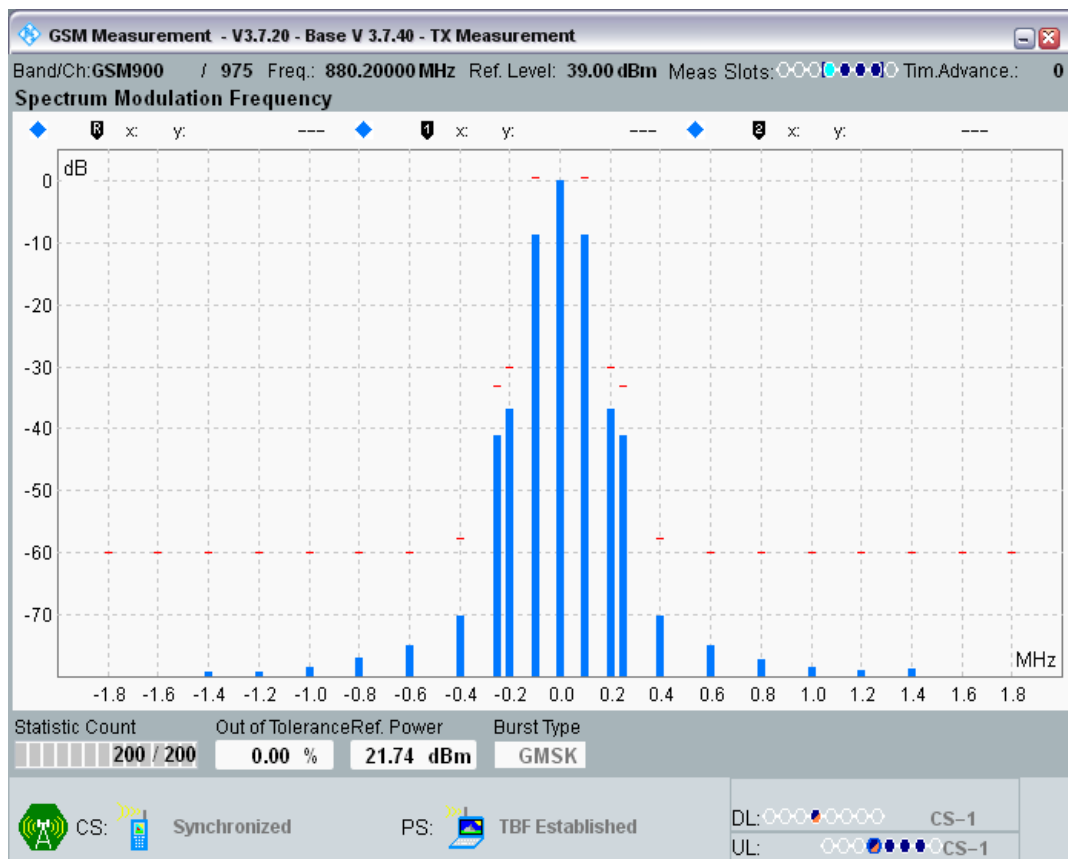 GSM Measurement - V3.7.20 - Base V 3.7.40 - TX Measurement
Band/Ch:GSM900 / 975 Freq.: 880.20000 MHz Ref. Level: 39.00 dBm Meas Slots: Tim.Advance.: 0
Spectrum Modulation Frequency
R x: y: --- 1 x: y: --- 2 x: y: ---
dB
0
-10
-20
-30
-40
-50
-60
-70
MHz
-1.8 -1.6 -1.4 -1.2 -1.0 -0.8 -0.6 -0.4 -0.2 0.0 0.2 0.4 0.6 0.8 1.0 1.2 1.4 1.6 1.8
Statistic Count Out of Tolerance Ref. Power Burst Type
200 / 200 0.00 % 21.74 dBm GMSK
CS: Synchronized PS: TBF Established
DL: CS-1
UL: CS-1